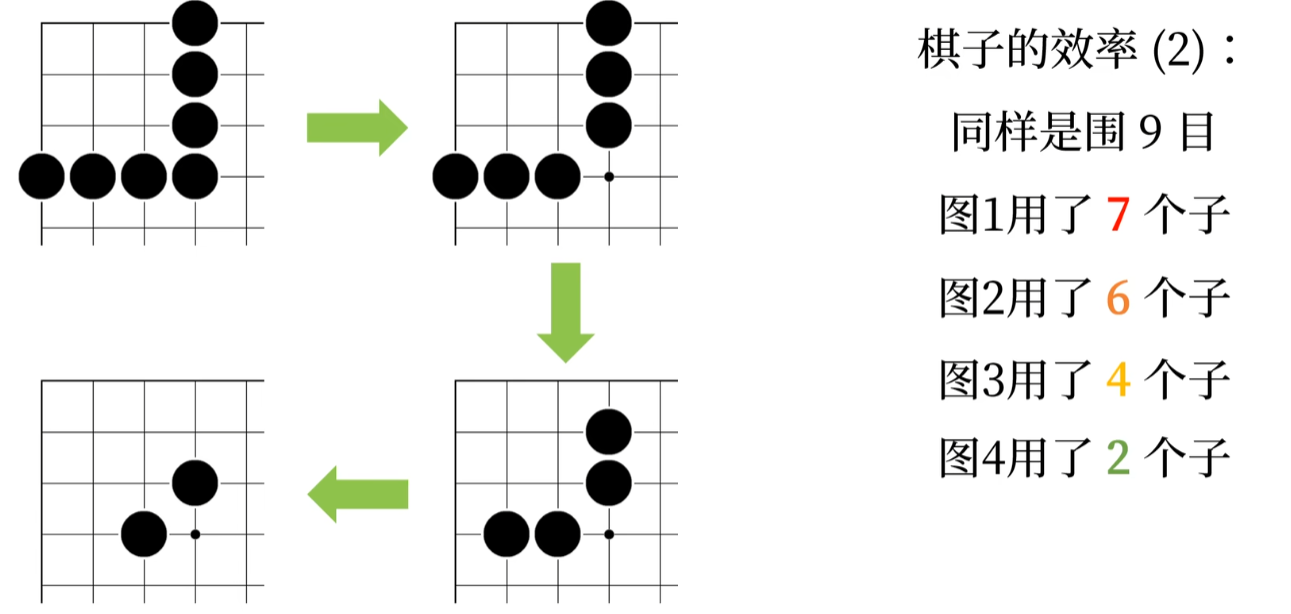 棋子的效率 (2)：
同样是围 9 目
图1用了 7 个子
图2用了 6 个子
图3用了 4 个子
图4用了 2 个子